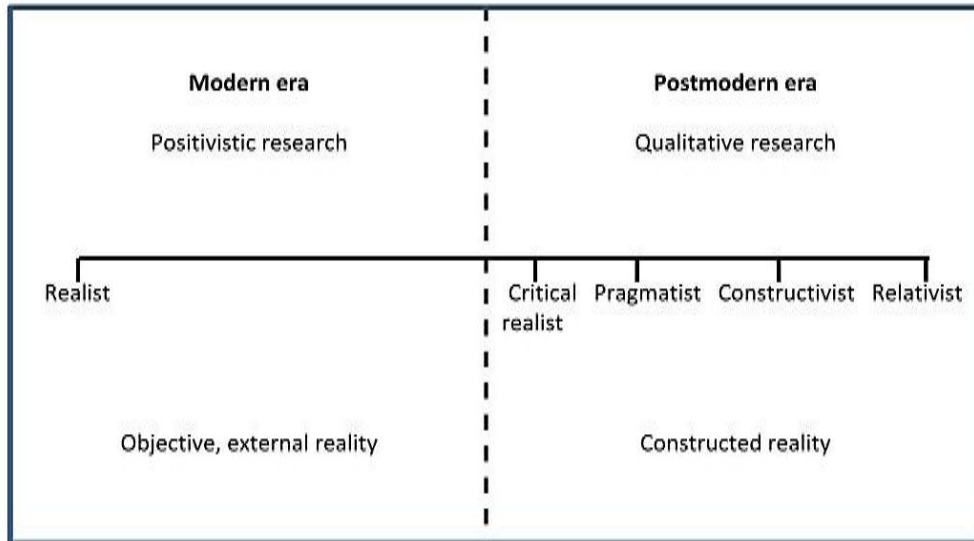 Modern era
Postmodern era
Positivistic research
Qualitative research
Realist
Critical realist
Pragmatist
Constructivist
Relativist
Objective, external reality
Constructed reality